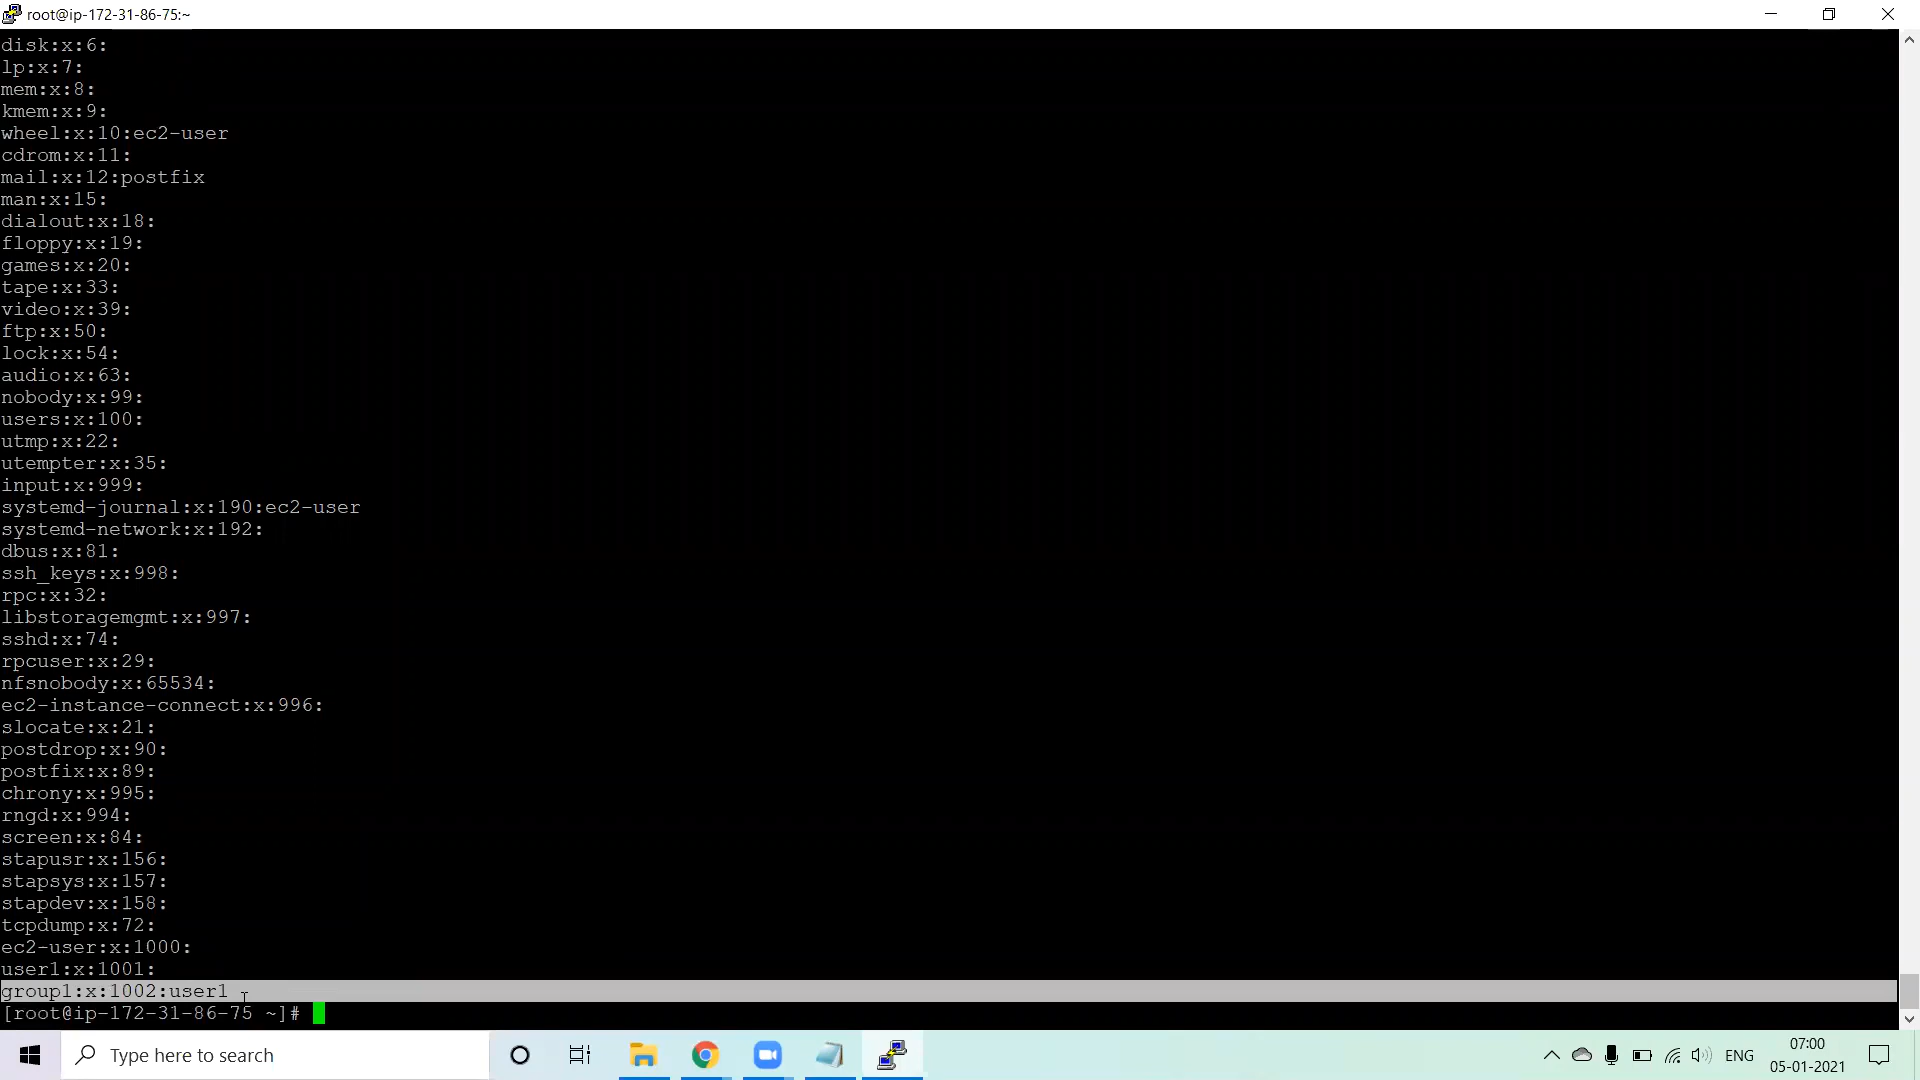 root@ip-172-31-86-75:~
disk:x:6:
lp:x:7:
mem:x:8:
kmem:x:9:
wheel:x:10:ec2-user
cdrom:x:11:
mail:x:12:postfix
man:x:15:
dialout:x:18:
floppy:x:19:
games:x:20:
tape:x:33:
video:x:39:
ftp:x:50:
lock:x:54:
audio:x:63:
nobody:x:99:
users:x:100:
utmp:x:22:
utempter:x:35:
input:x:999:
systemd-journal:x:190:ec2-user
systemd-network:x:192:
dbus:x:81:
ssh_keys:x:998:
rpc:x:32:
libstoragemgmt:x:997:
sshd:x:74:
rpcuser:x:29:
nfsnobody:x:65534:
ec2-instance-connect:x:996:
slocate:x:21:
postdrop:x:90:
postfix:x:89:
chrony:x:995:
rngd:x:994:
screen:x:84:
stapusr:x:156:
stapsys:x:157:
stapdev:x:158:
tcpdump:x:72:
ec2-user:x:1000:
user1:x:1001:
group1:x:1002:user1
[root@ip-172-31-86-75 ~]#
Type here to search
ENG
07:00
05-01-2021